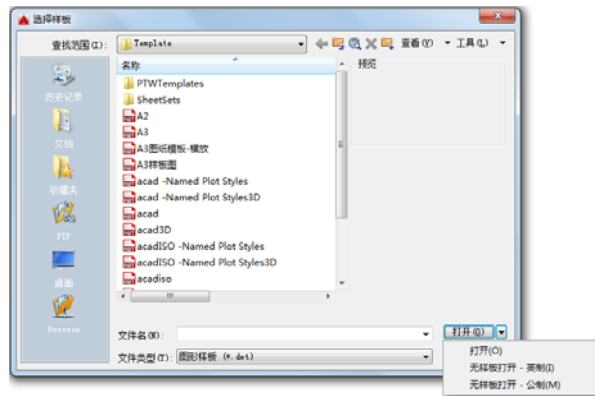 选择样板
查找范围(I): Template 查看(V) 工具(L)
名称 预览
PTWTemplates
SheetSets
A2
A3
A3图纸模板-横放
A3样板图
acad -Named Plot Styles
acad -Named Plot Styles3D
acad
acad3D
acadISO -Named Plot Styles
acadISO -Named Plot Styles3D
acadiso
历史记录
文档
收藏夹
FTP
桌面
Buzzsaw
文件名(N): 打开(O)
文件类型(T): 图形样板 (*.dwt)
打开(O)
无样板打开 - 英制(I)
无样板打开 - 公制(M)